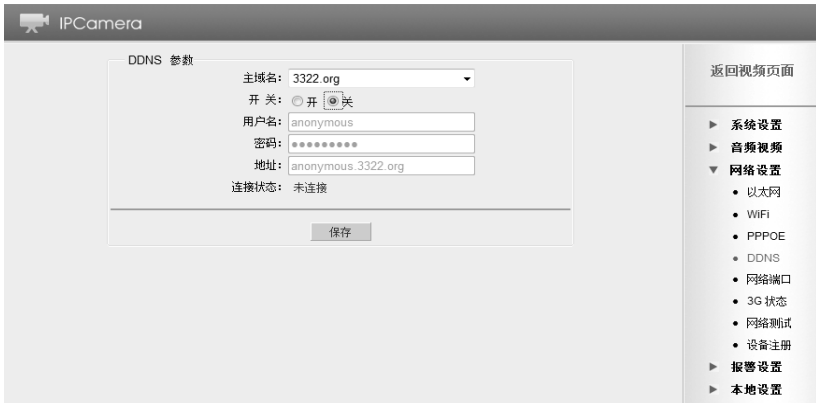 IPCamera
DDNS 参数
主域名: 3322.org
开 关: 开 关
用户名: anonymous
密码: ●●●●●●●●●
地址: anonymous.3322.org
连接状态: 未连接
保存
返回视频页面
系统设置
音频视频
网络设置
以太网
WiFi
PPPOE
DDNS
网络端口
3G 状态
网络测试
设备注册
报警设置
本地设置